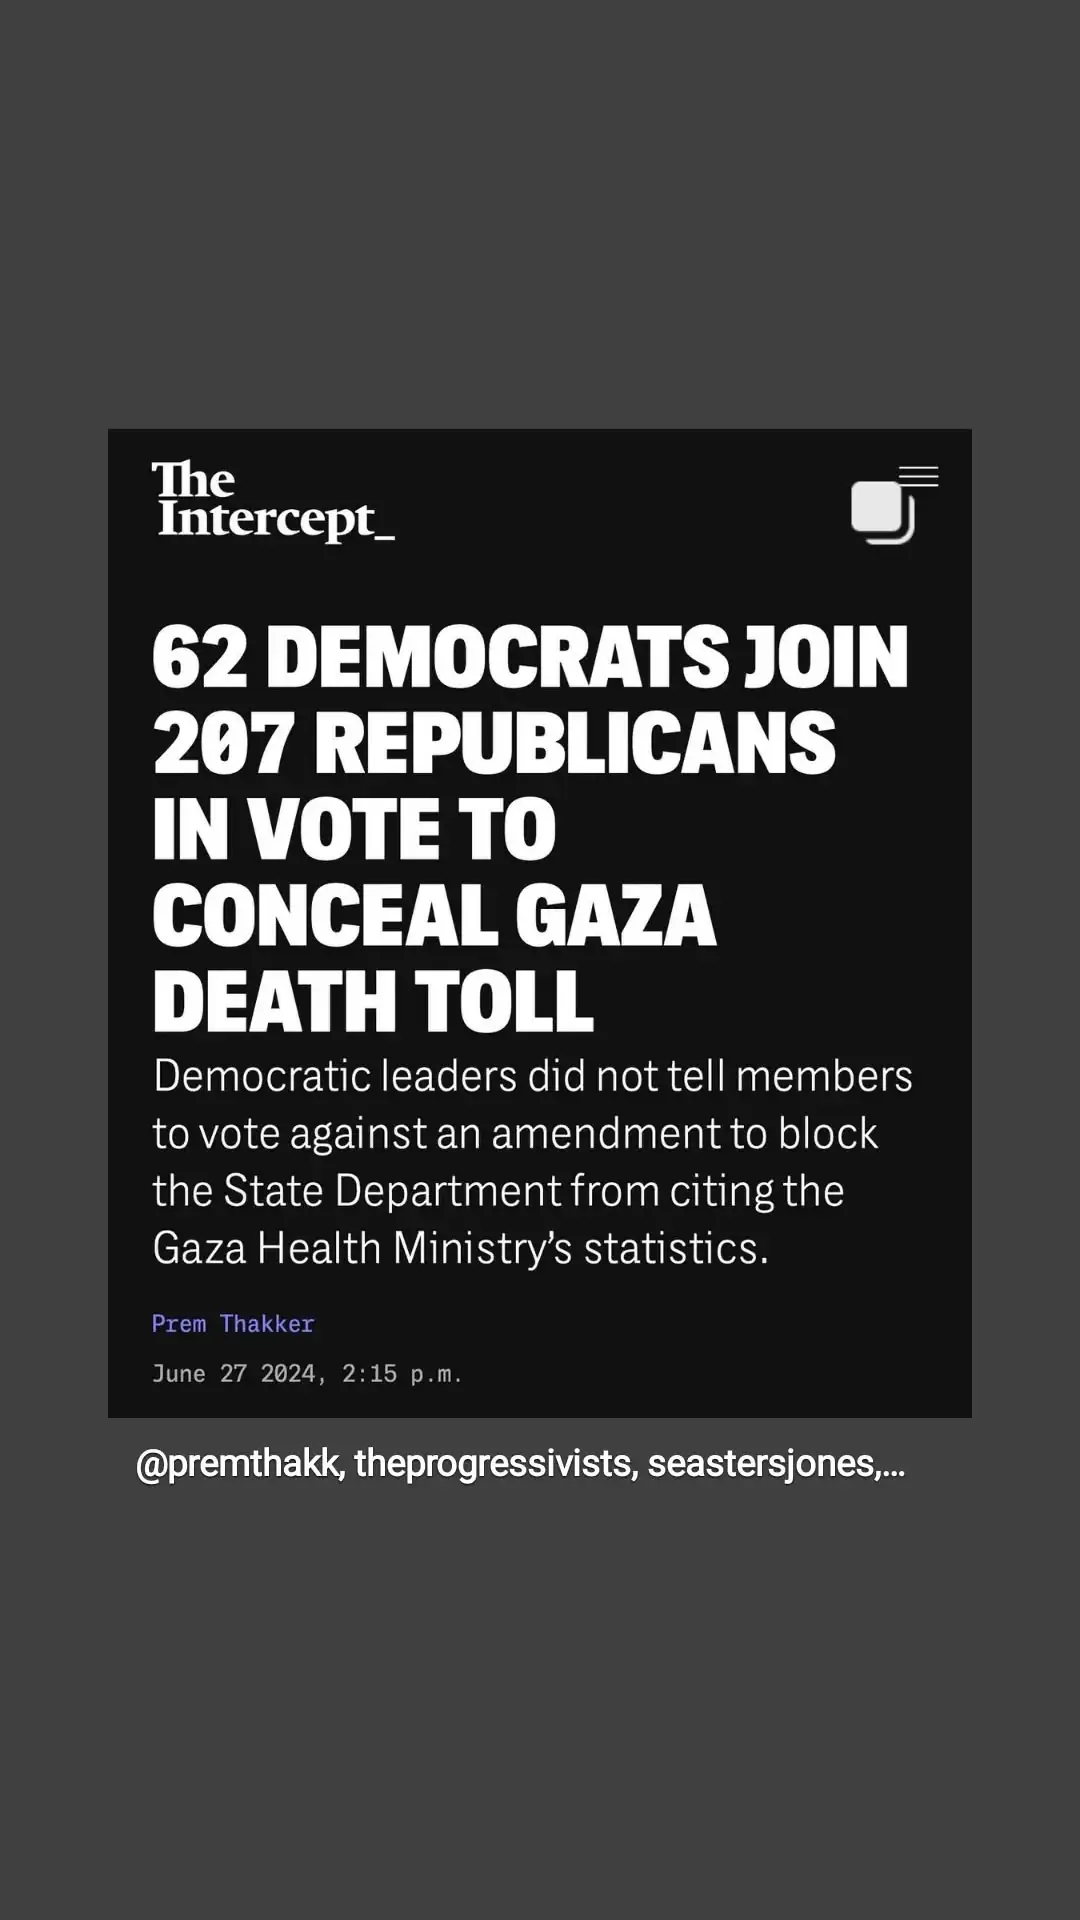 The
Intercept_
62 DEMOCRATS JOIN
207 REPUBLICANS
IN VOTE TO
CONCEAL GAZA
DEATH TOLL
Democratic leaders did not tell members
to vote against an amendment to block
the State Department from citing the
Gaza Health Ministry’s statistics.
Prem Thakker
June 27 2024, 2:15 p.m.
@premthakk, theprogressivists, seastersjones,...